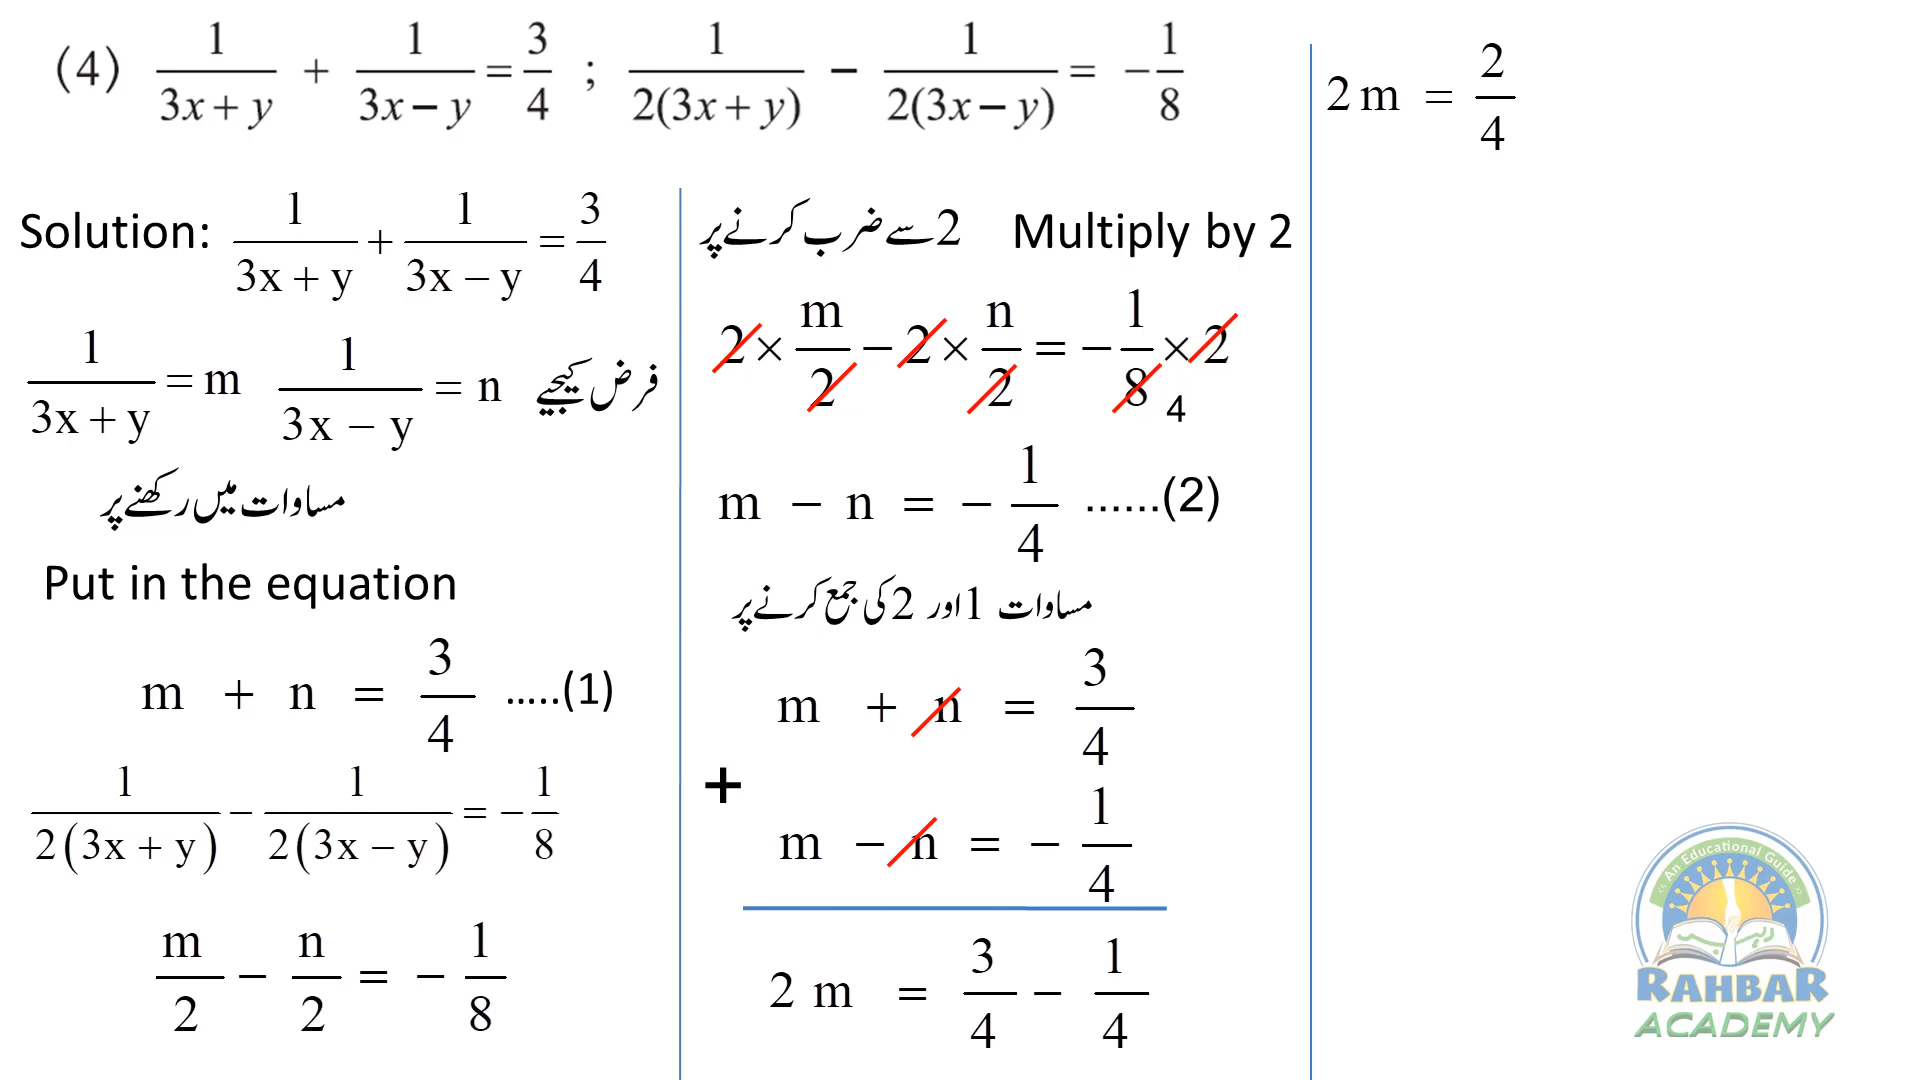 (4) 1/(3x + y) + 1/(3x − y) = 3/4 ; 1/(2(3x + y)) − 1/(2(3x − y)) = −1/8
Solution: 1/(3x + y) + 1/(3x − y) = 3/4
1/(3x + y) = m 1/(3x − y) = n فرض کیجیے
مساوات میں رکھنے پر
Put in the equation
m + n = 3/4 .....(1)
1/(2(3x + y)) − 1/(2(3x − y)) = −1/8
m/2 − n/2 = −1/8
2 سے ضرب کرنے پر Multiply by 2
2 × m/2 − 2 × n/2 = −1/8 × 2
4
m − n = −1/4 ......(2)
مساوات 1 اور 2 کی جمع کرنے پر
m + n = 3/4
+
m − n = −1/4
2 m = 3/4 − 1/4
2 m = 2/4
<< An Educational Guide >>
رہبر
RAHBAR
ACADEMY